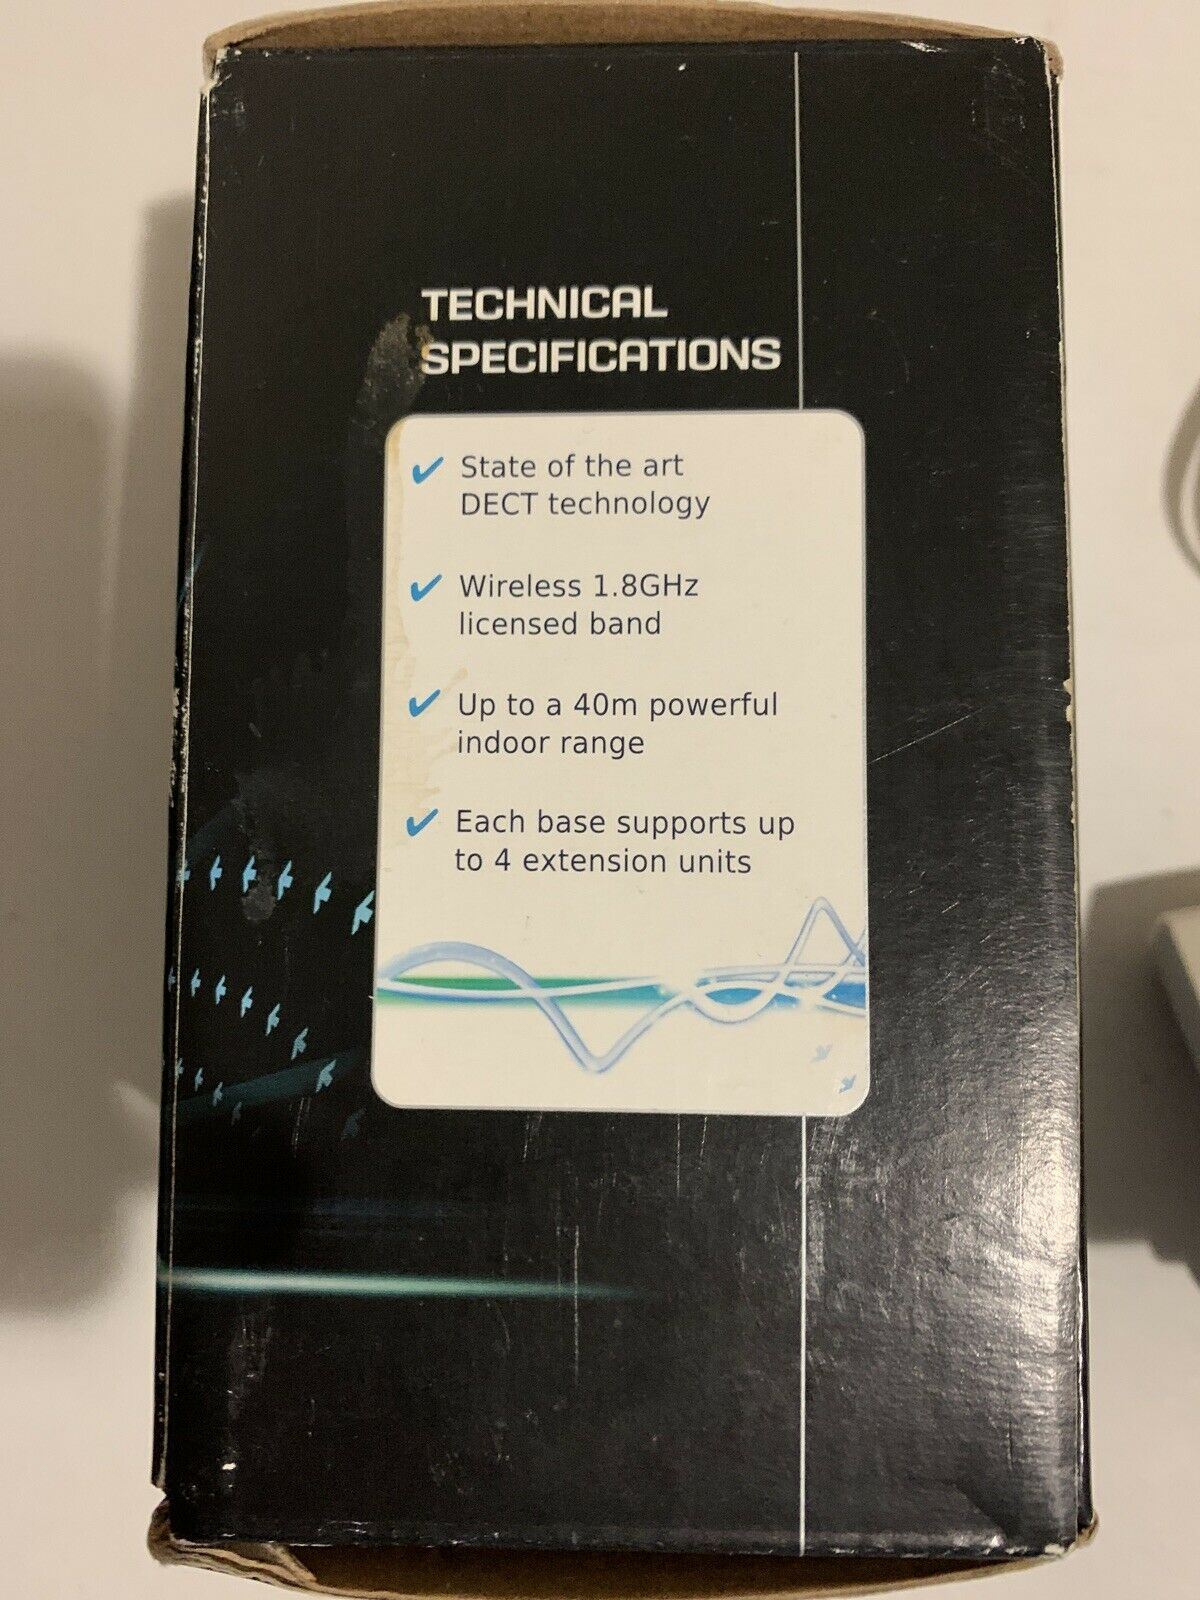 TECHNICAL
SPECIFICATIONS
✔ State of the art
DECT technology
✔ Wireless 1.8GHz
licensed band
✔ Up to a 40m powerful
indoor range
✔ Each base supports up
to 4 extension units